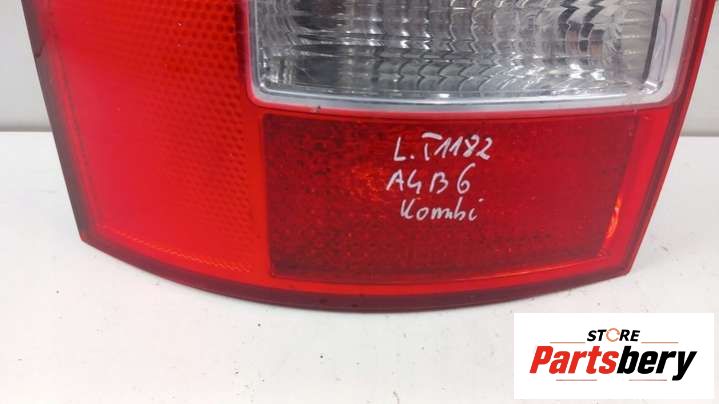 L.T1182
A4B6
Kombi
STORE
Partsbery